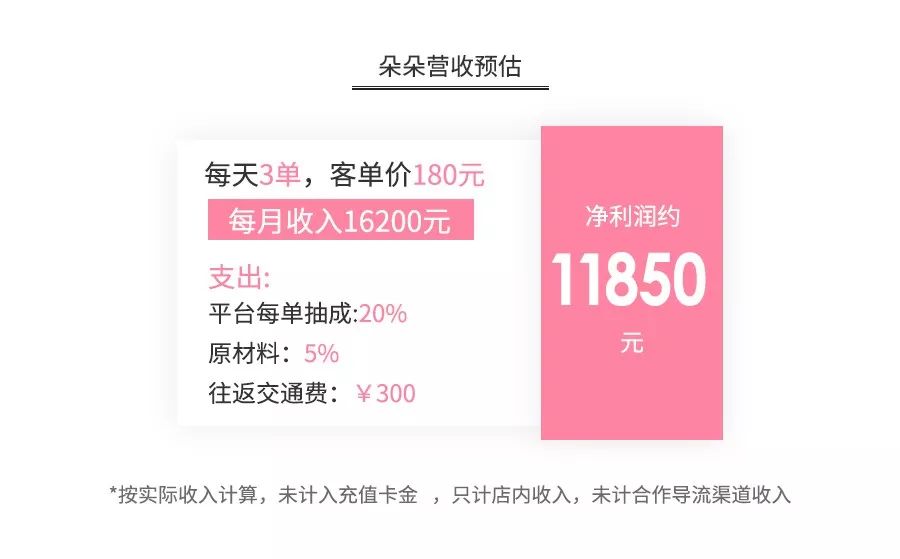 朵朵营收预估
每天3单，客单价180元
每月收入16200元
支出:
平台每单抽成:20%
原材料：5%
往返交通费：￥300
净利润约
11850
元
*按实际收入计算，未计入充值卡金 ，只计店内收入，未计合作导流渠道收入